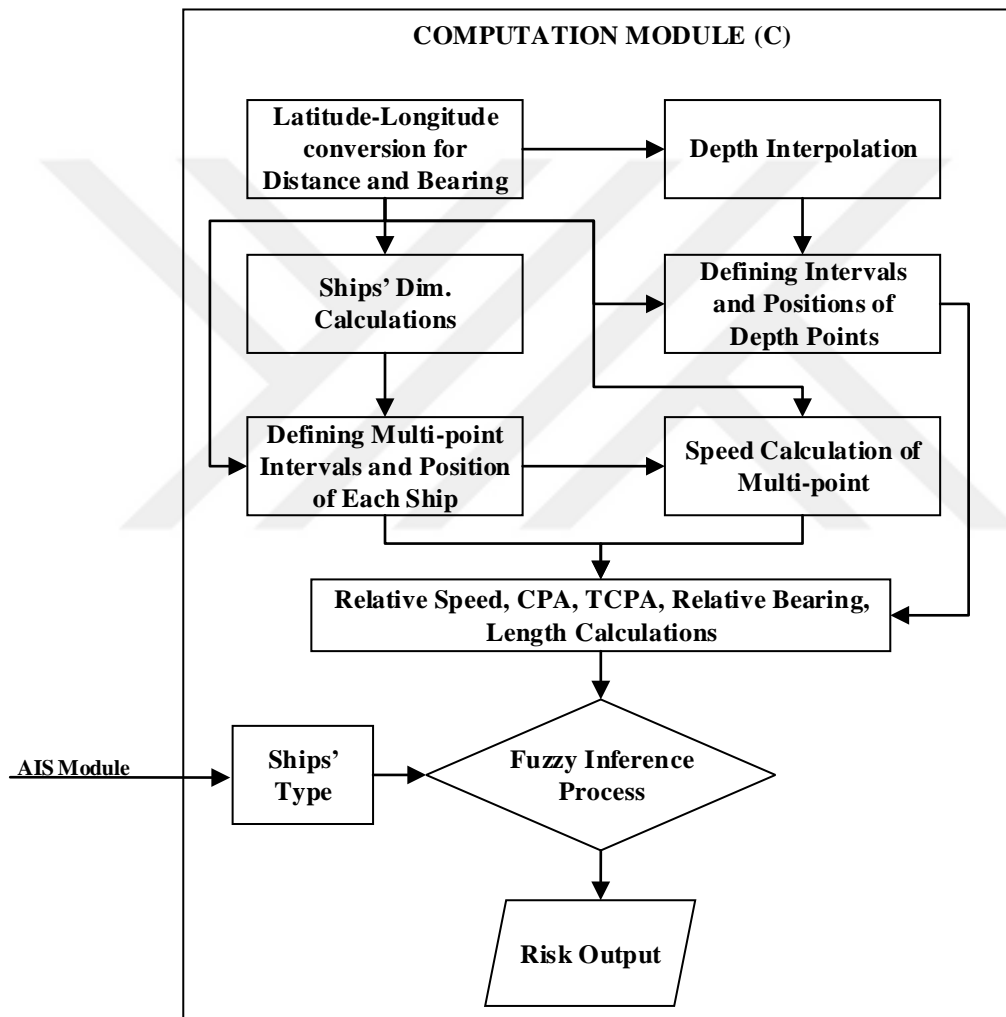 COMPUTATION MODULE (C)
Latitude-Longitude
conversion for
Distance and Bearing
Depth Interpolation
Ships’ Dim.
Calculations
Defining Intervals
and Positions of
Depth Points
Defining Multi-point
Intervals and Position
of Each Ship
Speed Calculation of
Multi-point
Relative Speed, CPA, TCPA, Relative Bearing,
Length Calculations
AIS Module
Ships’
Type
Fuzzy Inference
Process
Risk Output